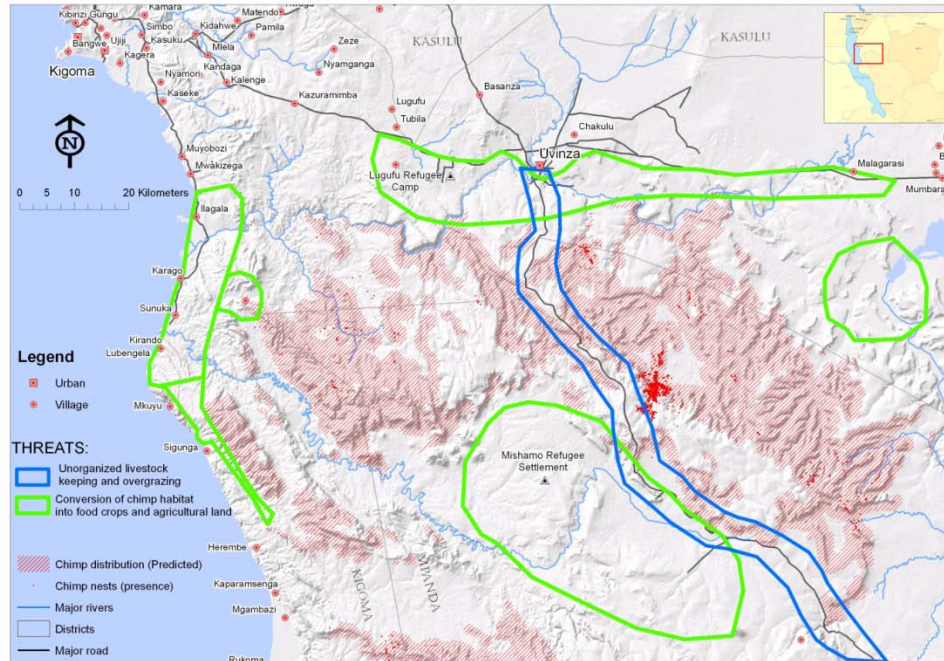 Kibirizi
Gungu
Kamara
Matendo
Simbo
Kidahwe
Pamila
Bangwe
Ujiji
Kasuku
Mlela
Zeze
KASULU
KASULU
Kagera
Kandaga
Nyamganga
Kigoma
Nyamori
Kalenge
Basanza
Kaseke
Kazuramimba
Lugufu
Tubila
Chakulu
N
Muyobozi
Uvinza
Mwakizega
Lugufu Refugee
Camp
Malagarasi
Mumbara
0 5 10 20 Kilometers
Ilagala
Karago
Sunuka
Kirando
Lubengela
Legend
Urban
Village
Mkuyu
THREATS:
Sigunga
Mishamo Refugee
Settlement
Unorganized livestock
keeping and overgrazing
Conversion of chimp habitat
into food crops and agricultural land
Herembe
Chimp distribution (Predicted)
Chimp nests (presence)
Major rivers
Districts
Major road
KIGOMA
MPANDA
Kaparamsenga
Mgambazi
Rukoma